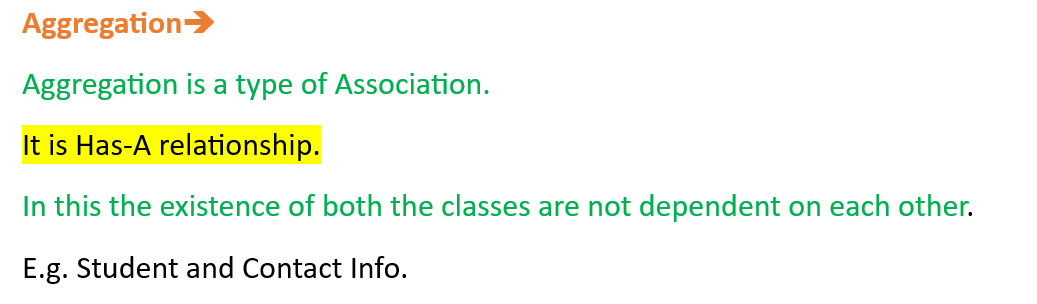 Aggregation➔
Aggregation is a type of Association.
It is Has-A relationship.
In this the existence of both the classes are not dependent on each other.
E.g. Student and Contact Info.